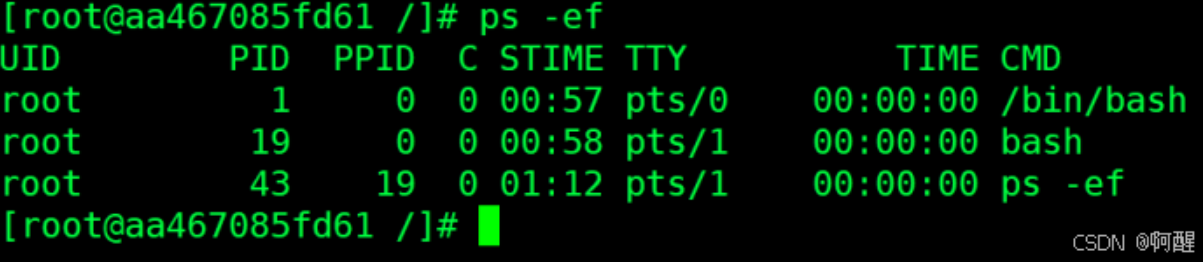 [root@aa467085fd61 /]# ps -ef
UID        PID  PPID  C STIME TTY          TIME CMD
root         1     0  0 00:57 pts/0    00:00:00 /bin/bash
root        19     0  0 00:58 pts/1    00:00:00 bash
root        43    19  0 01:12 pts/1    00:00:00 ps -ef
[root@aa467085fd61 /]#
CSDN @啊醒